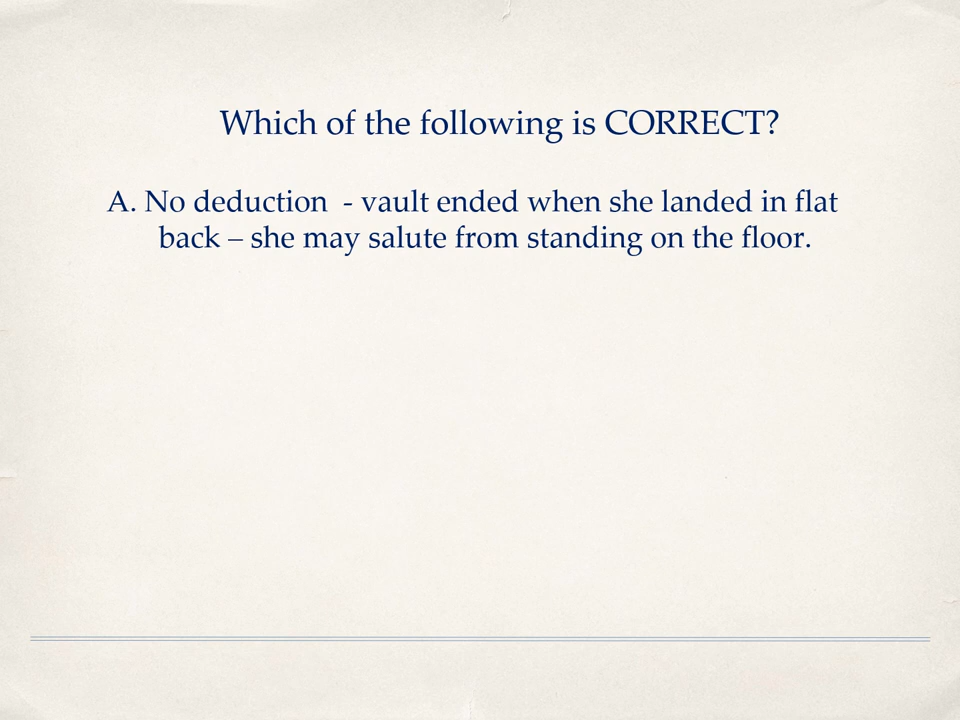 Which of the following is CORRECT?
A. No deduction  - vault ended when she landed in flat
back – she may salute from standing on the floor.